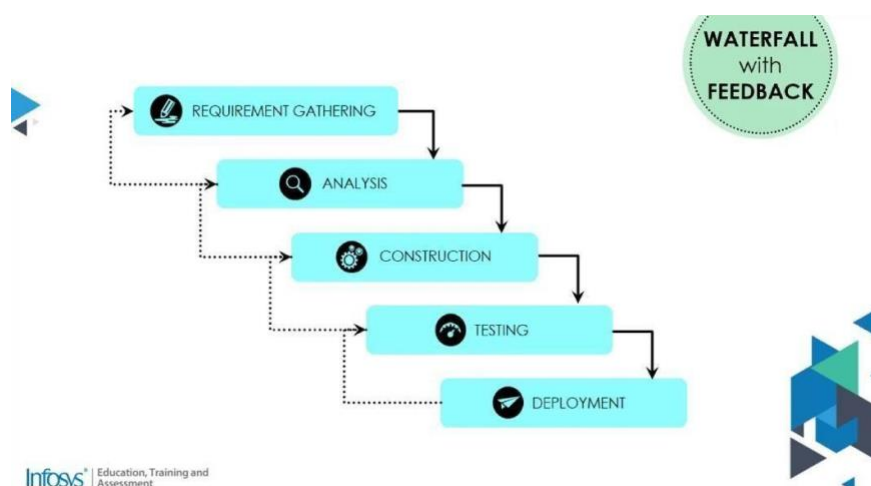 WATERFALL
with
FEEDBACK
REQUIREMENT GATHERING
ANALYSIS
CONSTRUCTION
TESTING
DEPLOYMENT
Infosys® | Education, Training and
Assessment